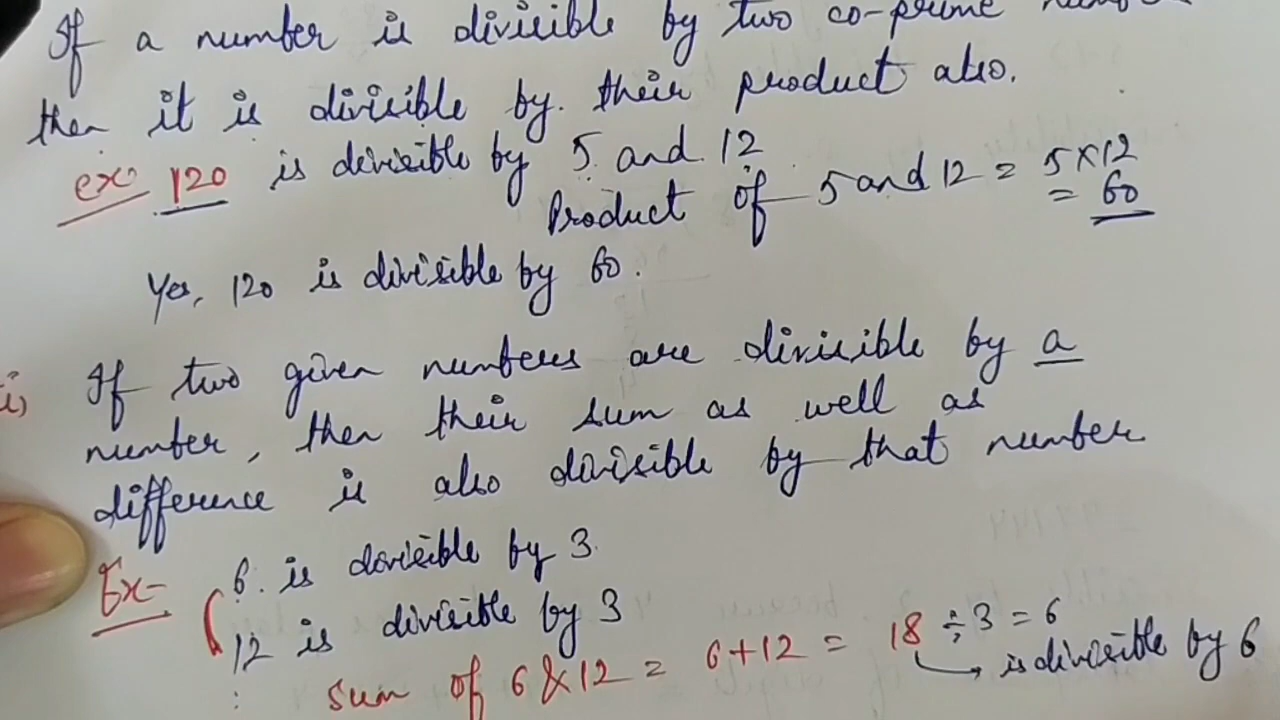 If a number is divisible by two co-prime
then it is divisible by their product also.
ex 120 is divisible by 5 and 12
Product of 5 and 12 = 5×12
= 60
Yes, 120 is divisible by 60.
If two given numbers are divisible by a
number, then their sum as well as
difference is also divisible by that number
Ex- 6 is divisible by 3
12 is divisible by 3
Sum of 6 & 12 = 6+12 = 18 ÷ 3 = 6
is divisible by 6